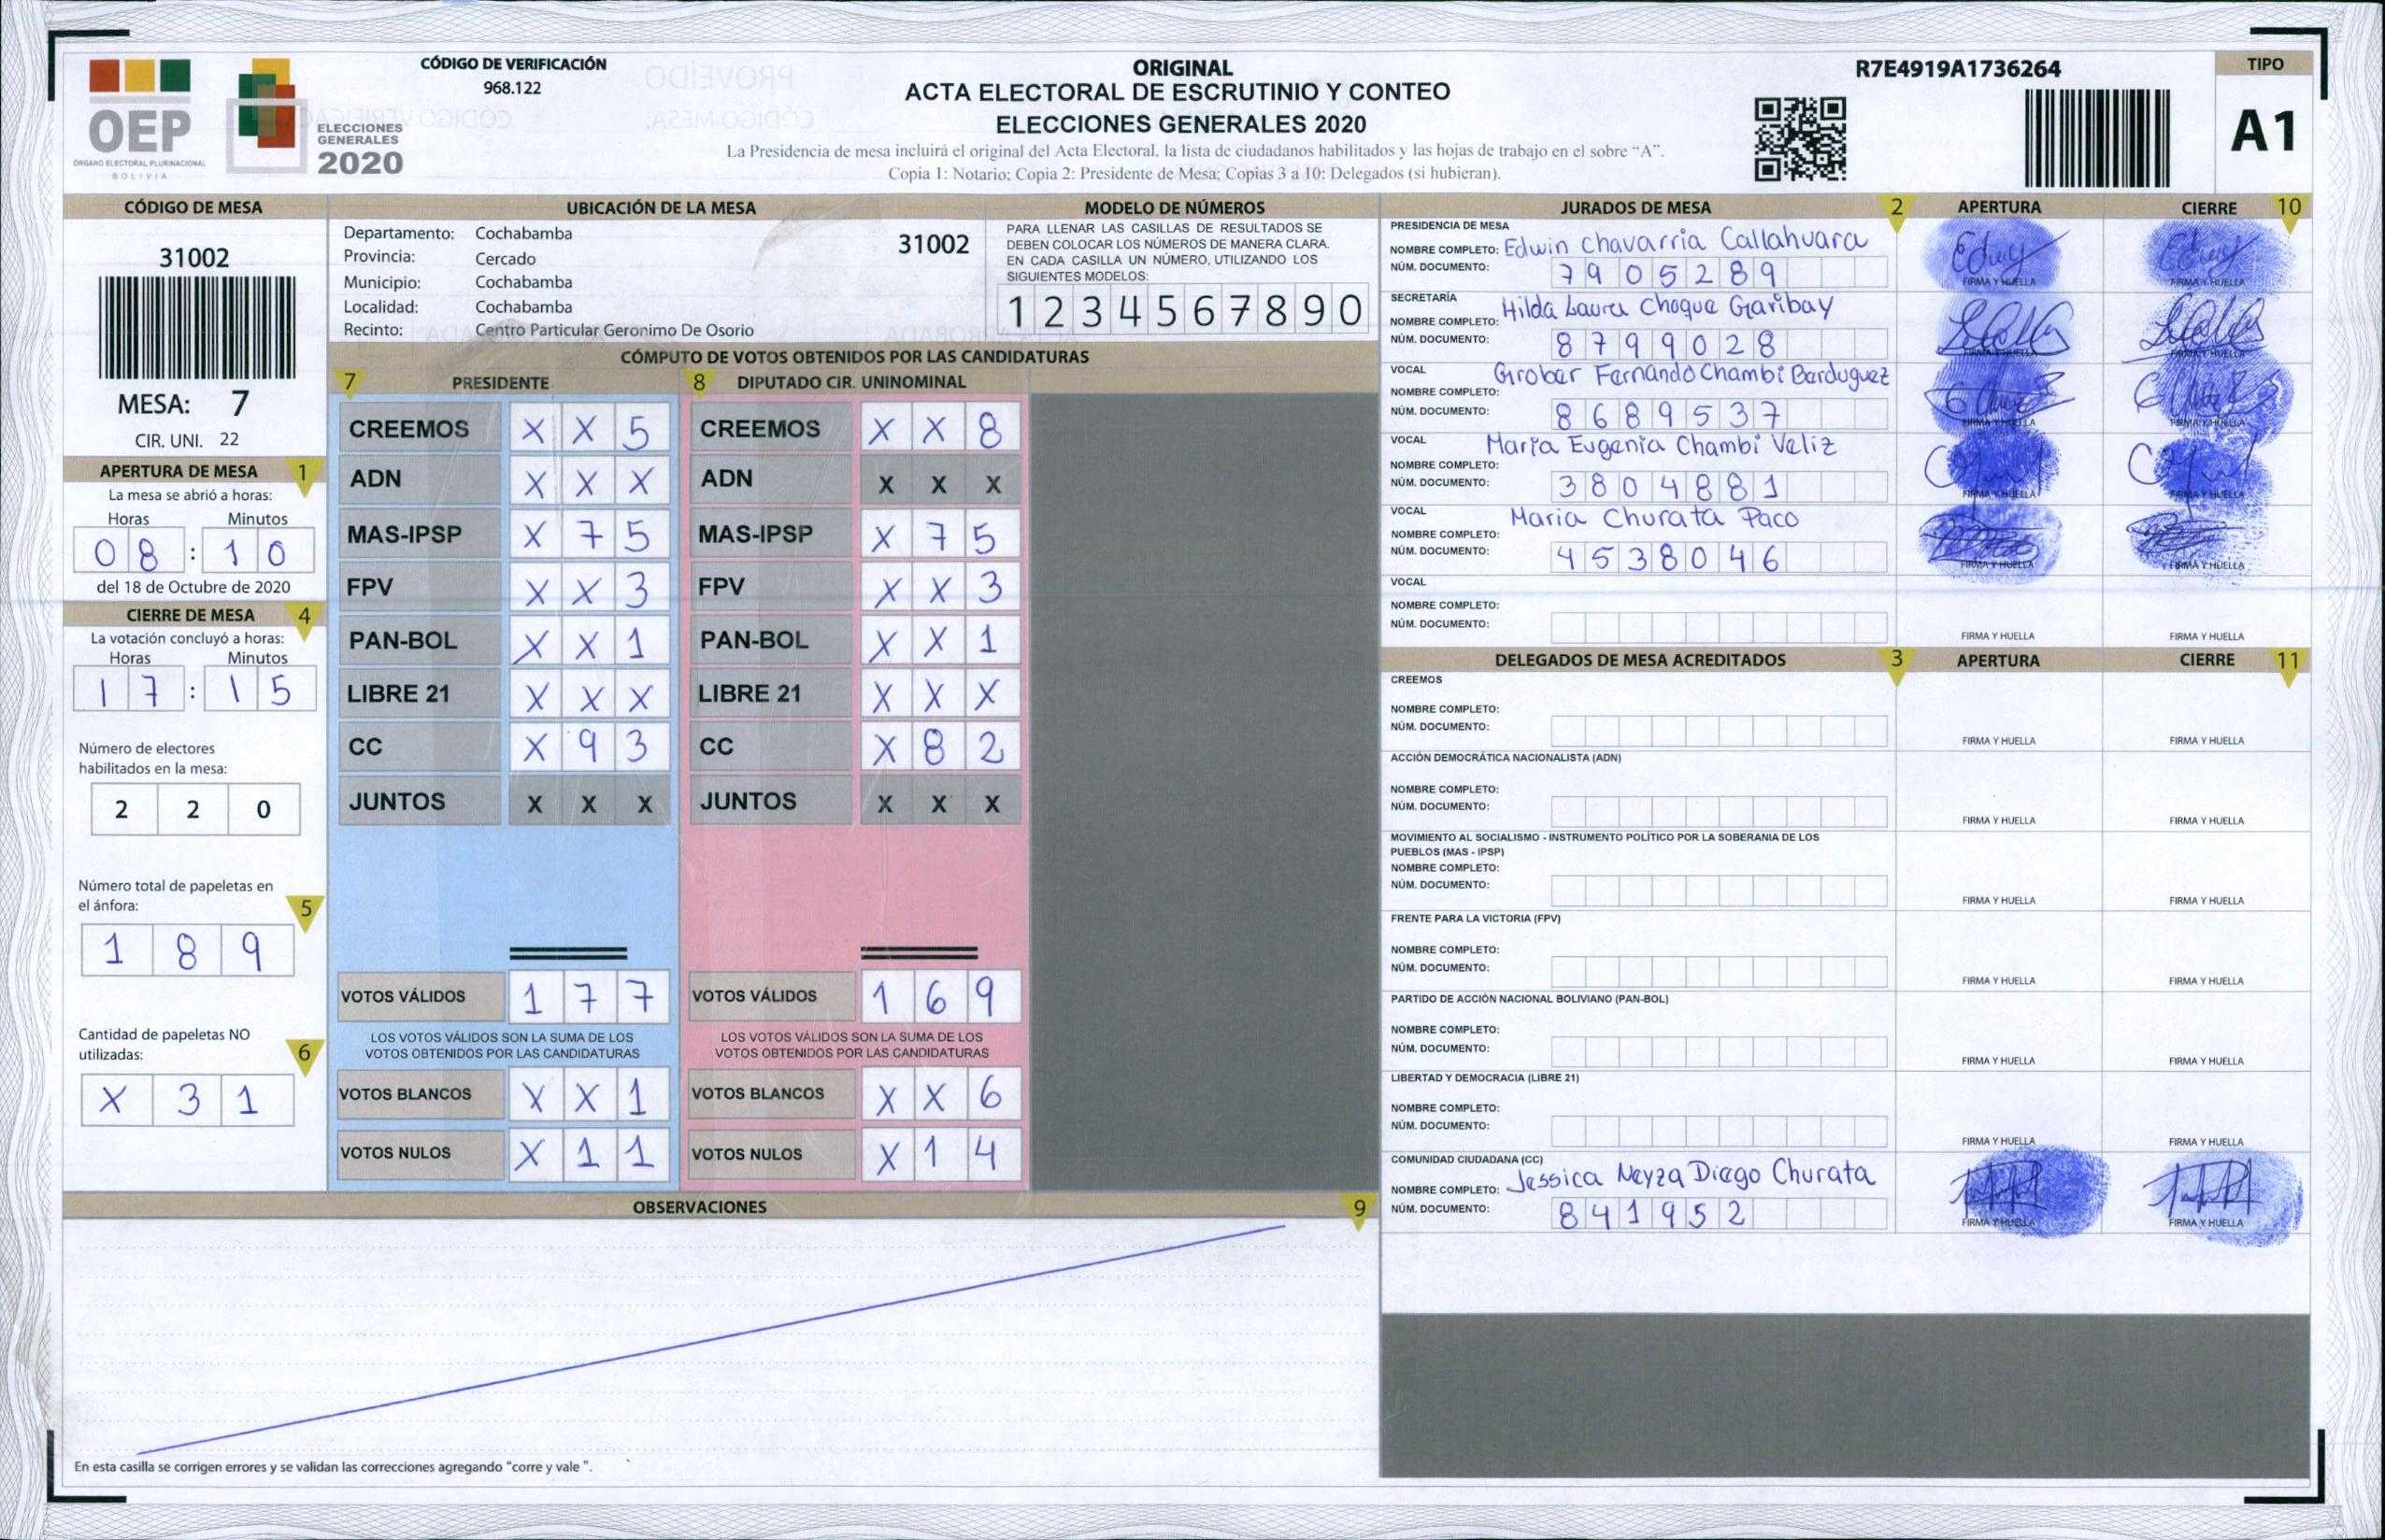 CÓDIGO DE VERIFICACIÓN
968.122
ORIGINAL
ACTA ELECTORAL DE ESCRUTINIO Y CONTEO
ELECCIONES GENERALES 2020
La Presidencia de mesa incluirá el original del Acta Electoral, la lista de ciudadanos habilitados y las hojas de trabajo en el sobre “A”.
Copia 1: Notario; Copia 2: Presidente de Mesa; Copias 3 a 10: Delegados (si hubieran).
R7E4919A1736264
TIPO
A1
OEP
ÓRGANO ELECTORAL PLURINACIONAL
BOLIVIA
ELECCIONES
GENERALES
2020
CÓDIGO DE MESA
31002
MESA: 7
CIR. UNI. 22
APERTURA DE MESA 1
La mesa se abrió a horas:
Horas Minutos
08 : 10
del 18 de Octubre de 2020
CIERRE DE MESA 4
La votación concluyó a horas:
Horas Minutos
17 : 15
Número de electores
habilitados en la mesa:
2 2 0
Número total de papeletas en
el ánfora: 5
1 8 9
Cantidad de papeletas NO
utilizadas: 6
X 3 1
UBICACIÓN DE LA MESA
Departamento: Cochabamba
31002
Provincia: Cercado
Municipio: Cochabamba
Localidad: Cochabamba
Recinto: Centro Particular Geronimo De Osorio
MODELO DE NÚMEROS
PARA LLENAR LAS CASILLAS DE RESULTADOS SE
DEBEN COLOCAR LOS NÚMEROS DE MANERA CLARA.
EN CADA CASILLA UN NÚMERO, UTILIZANDO LOS
SIGUIENTES MODELOS:
1 2 3 4 5 6 7 8 9 0
CÓMPUTO DE VOTOS OBTENIDOS POR LAS CANDIDATURAS
7 PRESIDENTE
CREEMOS X X 5
ADN X X X
MAS-IPSP X 7 5
FPV X X 3
PAN-BOL X X 1
LIBRE 21 X X X
CC X 9 3
JUNTOS X X X
VOTOS VÁLIDOS 1 7 7
LOS VOTOS VÁLIDOS SON LA SUMA DE LOS
VOTOS OBTENIDOS POR LAS CANDIDATURAS
VOTOS BLANCOS X X 1
VOTOS NULOS X 1 1
8 DIPUTADO CIR. UNINOMINAL
CREEMOS X X 8
ADN X X X
MAS-IPSP X 7 5
FPV X X 3
PAN-BOL X X 1
LIBRE 21 X X X
CC X 8 2
JUNTOS X X X
VOTOS VÁLIDOS 1 6 9
LOS VOTOS VÁLIDOS SON LA SUMA DE LOS
VOTOS OBTENIDOS POR LAS CANDIDATURAS
VOTOS BLANCOS X X 6
VOTOS NULOS X 1 4
OBSERVACIONES 9
En esta casilla se corrigen errores y se validan las correcciones agregando “corre y vale”.
JURADOS DE MESA 2 APERTURA CIERRE 10
PRESIDENCIA DE MESA
NOMBRE COMPLETO: Edwin Chavarria Callahuara
NÚM. DOCUMENTO: 7905289
FIRMA Y HUELLA FIRMA Y HUELLA
SECRETARÍA
NOMBRE COMPLETO: Hilda Laura Choque Garibay
NÚM. DOCUMENTO: 8799028
FIRMA Y HUELLA FIRMA Y HUELLA
VOCAL
NOMBRE COMPLETO: Grober Fernando Chambi Barduguez
NÚM. DOCUMENTO: 8689537
FIRMA Y HUELLA FIRMA Y HUELLA
VOCAL
NOMBRE COMPLETO: Maria Eugenia Chambi Veliz
NÚM. DOCUMENTO: 3804881
FIRMA Y HUELLA FIRMA Y HUELLA
VOCAL
NOMBRE COMPLETO: Maria Churata Paco
NÚM. DOCUMENTO: 4538046
FIRMA Y HUELLA FIRMA Y HUELLA
VOCAL
NOMBRE COMPLETO:
NÚM. DOCUMENTO:
FIRMA Y HUELLA FIRMA Y HUELLA
DELEGADOS DE MESA ACREDITADOS 3 APERTURA CIERRE 11
CREEMOS
NOMBRE COMPLETO:
NÚM. DOCUMENTO:
FIRMA Y HUELLA FIRMA Y HUELLA
ACCIÓN DEMOCRÁTICA NACIONALISTA (ADN)
NOMBRE COMPLETO:
NÚM. DOCUMENTO:
FIRMA Y HUELLA FIRMA Y HUELLA
MOVIMIENTO AL SOCIALISMO - INSTRUMENTO POLÍTICO POR LA SOBERANIA DE LOS
PUEBLOS (MAS - IPSP)
NOMBRE COMPLETO:
NÚM. DOCUMENTO:
FIRMA Y HUELLA FIRMA Y HUELLA
FRENTE PARA LA VICTORIA (FPV)
NOMBRE COMPLETO:
NÚM. DOCUMENTO:
FIRMA Y HUELLA FIRMA Y HUELLA
PARTIDO DE ACCIÓN NACIONAL BOLIVIANO (PAN-BOL)
NOMBRE COMPLETO:
NÚM. DOCUMENTO:
FIRMA Y HUELLA FIRMA Y HUELLA
LIBERTAD Y DEMOCRACIA (LIBRE 21)
NOMBRE COMPLETO:
NÚM. DOCUMENTO:
FIRMA Y HUELLA FIRMA Y HUELLA
COMUNIDAD CIUDADANA (CC)
NOMBRE COMPLETO: Jessica Neyza Diego Churata
NÚM. DOCUMENTO: 841952
FIRMA Y HUELLA FIRMA Y HUELLA